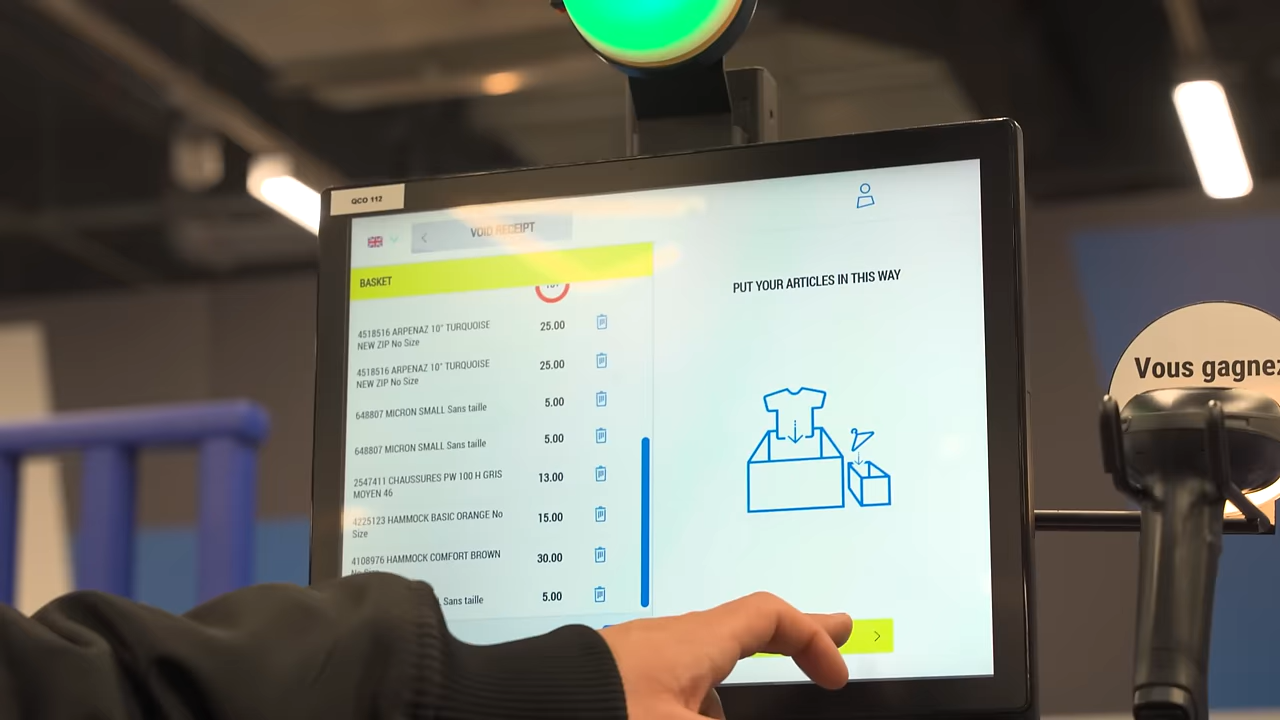 QCO 112
VOID RECEIPT
BASKET
PUT YOUR ARTICLES IN THIS WAY
4518516 ARPENAZ 10° TURQUOISE 25.00
NEW ZIP No Size
4518516 ARPENAZ 10° TURQUOISE 25.00
NEW ZIP No Size
648807 MICRON SMALL Sans taille 5.00
648807 MICRON SMALL Sans taille 5.00
2547411 CHAUSSURES PW 100 H GRIS 13.00
MOYEN 46
4225123 HAMMOCK BASIC ORANGE No 15.00
Size
4108976 HAMMOCK COMFORT BROWN 30.00
No Size
Sans taille 5.00
Vous gagnez